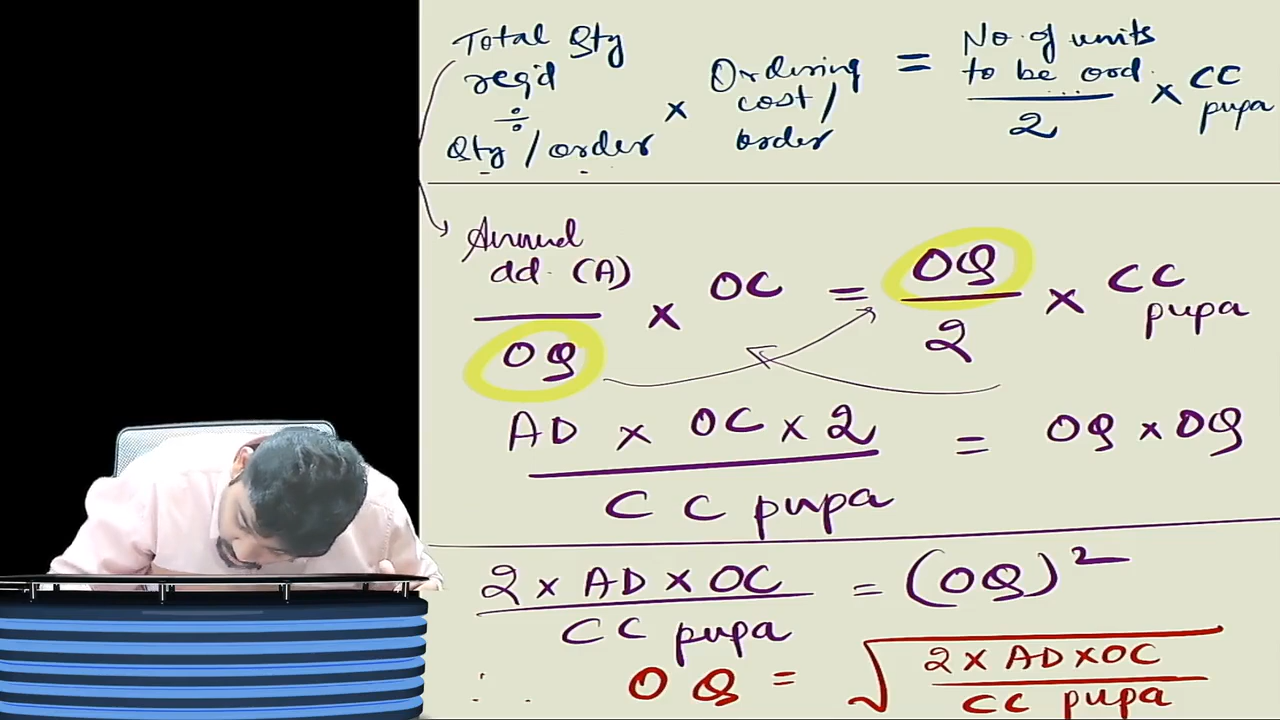 Total Qty
req'd
÷
Qty / order × Ordering cost / order = No. of units to be ord. / 2 × CC pupa
Annual
ad. (A)
OQ × OC = OQ / 2 × CC pupa
AD × OC × 2 = OQ × OQ
CC pupa
2 × AD × OC = (OQ)²
CC pupa
∴ OQ = √ 2 × AD × OC
CC pupa